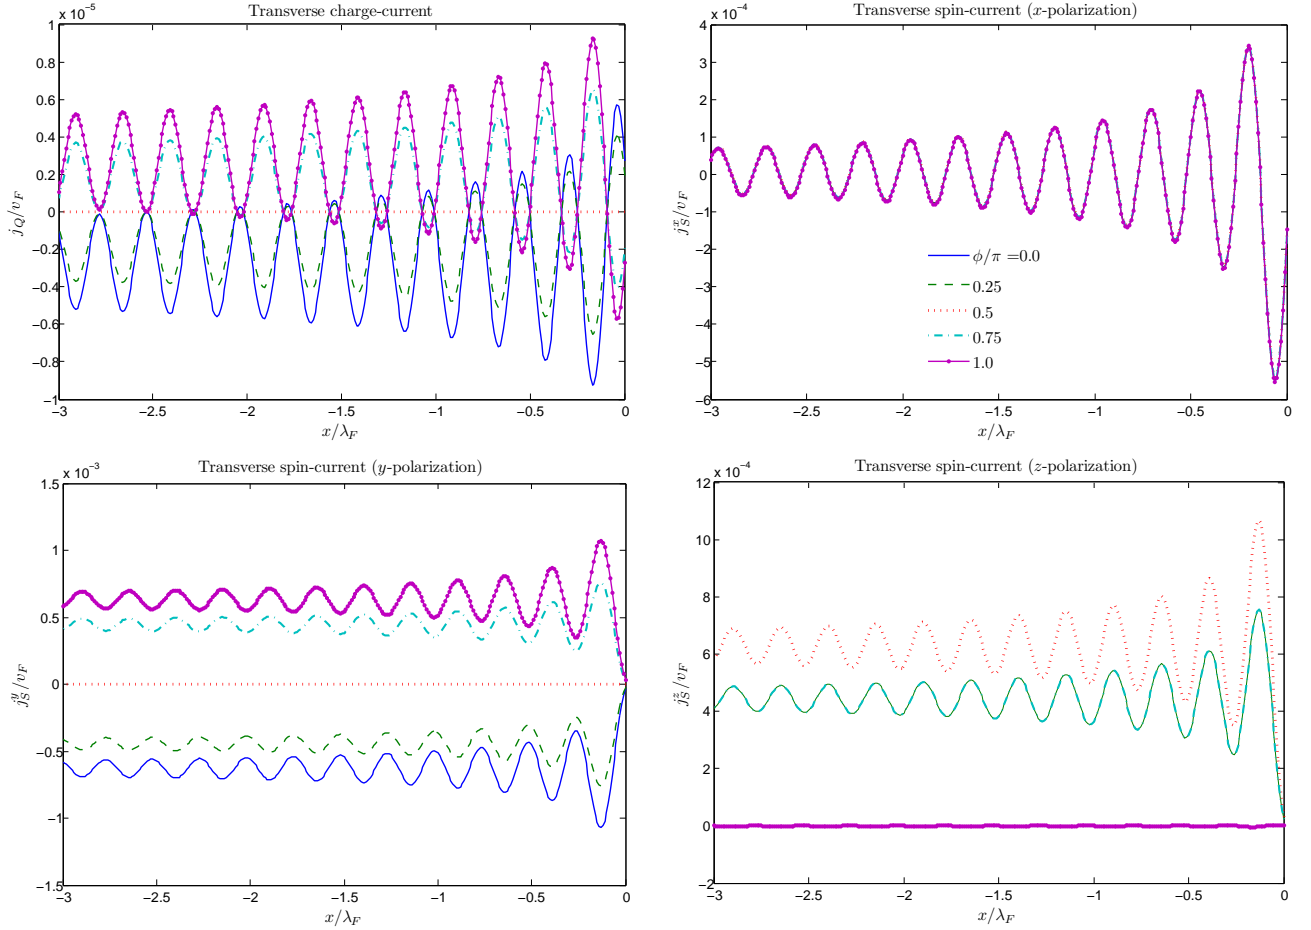 Transverse charge-current
x 10⁻⁵
1
0.8
0.6
0.4
0.2
0
−0.2
−0.4
−0.6
−0.8
−1
j_Q/v_F
−3 −2.5 −2 −1.5 −1 −0.5 0
x/λ_F
Transverse spin-current (x-polarization)
x 10⁻⁴
4
3
2
1
0
−1
−2
−3
−4
−5
−6
j_S^x/v_F
ϕ/π =0.0
0.25
0.5
0.75
1.0
−3 −2.5 −2 −1.5 −1 −0.5 0
x/λ_F
Transverse spin-current (y-polarization)
x 10⁻³
1.5
1
0.5
0
−0.5
−1
−1.5
j_S^y/v_F
−3 −2.5 −2 −1.5 −1 −0.5 0
x/λ_F
Transverse spin-current (z-polarization)
x 10⁻⁴
12
10
8
6
4
2
0
−2
j_S^z/v_F
−3 −2.5 −2 −1.5 −1 −0.5 0
x/λ_F